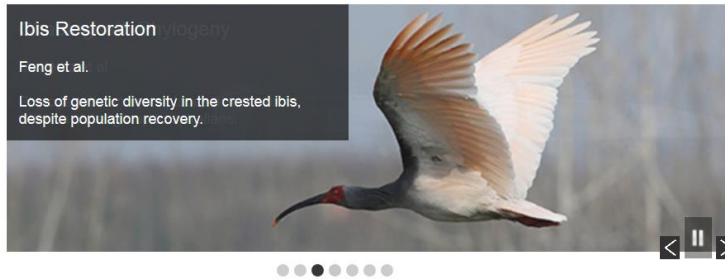 Ibis Restoration
Feng et al.
Loss of genetic diversity in the crested ibis,
despite population recovery.